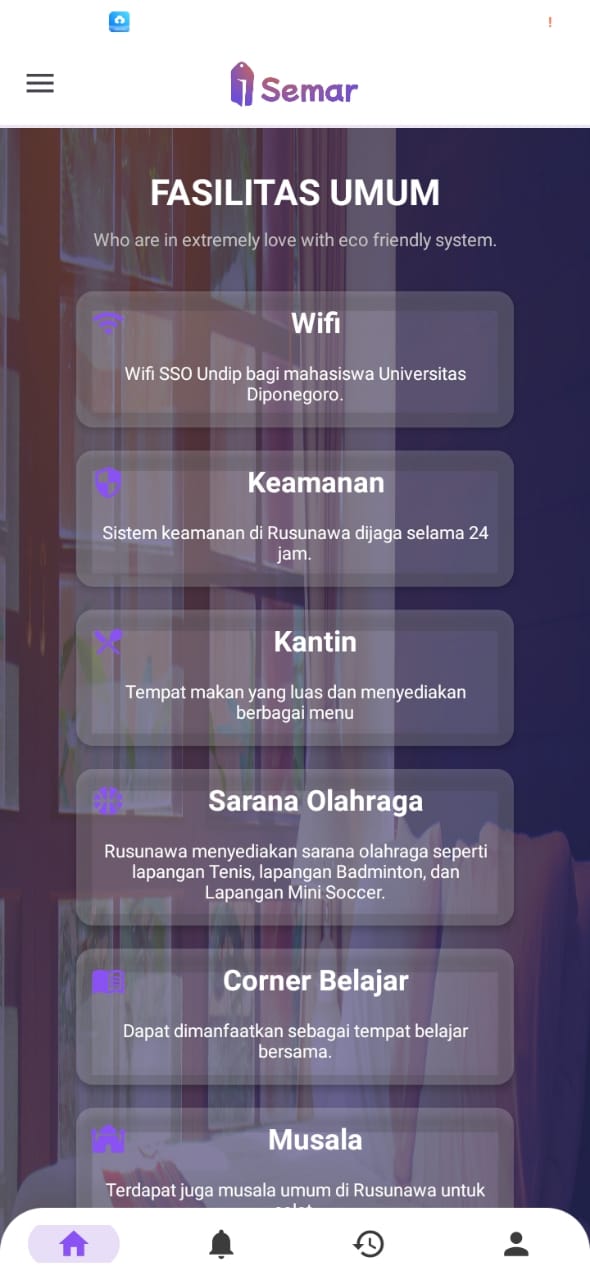 Semar
FASILITAS UMUM
Who are in extremely love with eco friendly system.
Wifi
Wifi SSO Undip bagi mahasiswa Universitas
Diponegoro.
Keamanan
Sistem keamanan di Rusunawa dijaga selama 24
jam.
Kantin
Tempat makan yang luas dan menyediakan
berbagai menu
Sarana Olahraga
Rusunawa menyediakan sarana olahraga seperti
lapangan Tenis, lapangan Badminton, dan
Lapangan Mini Soccer.
Corner Belajar
Dapat dimanfaatkan sebagai tempat belajar
bersama.
Musala
Terdapat juga musala umum di Rusunawa untuk